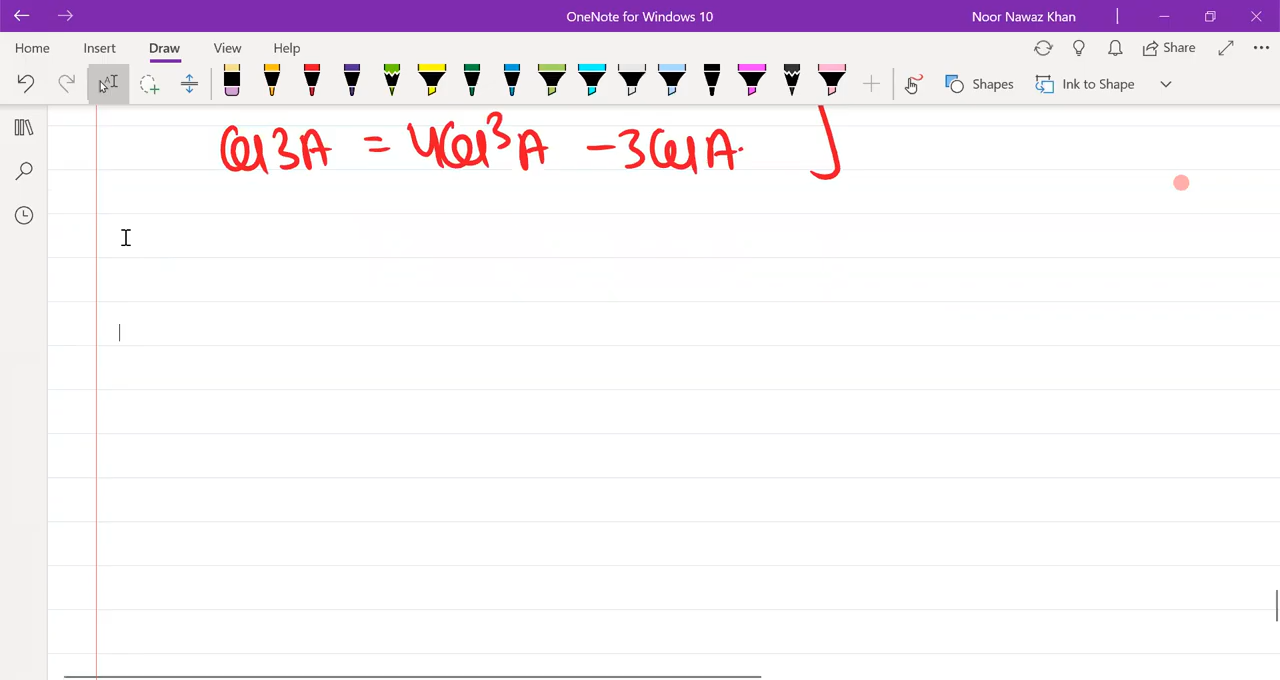 OneNote for Windows 10
Noor Nawaz Khan
Home Insert Draw View Help Share
Shapes Ink to Shape
Cos3A = 4Cos³A - 3CosA.